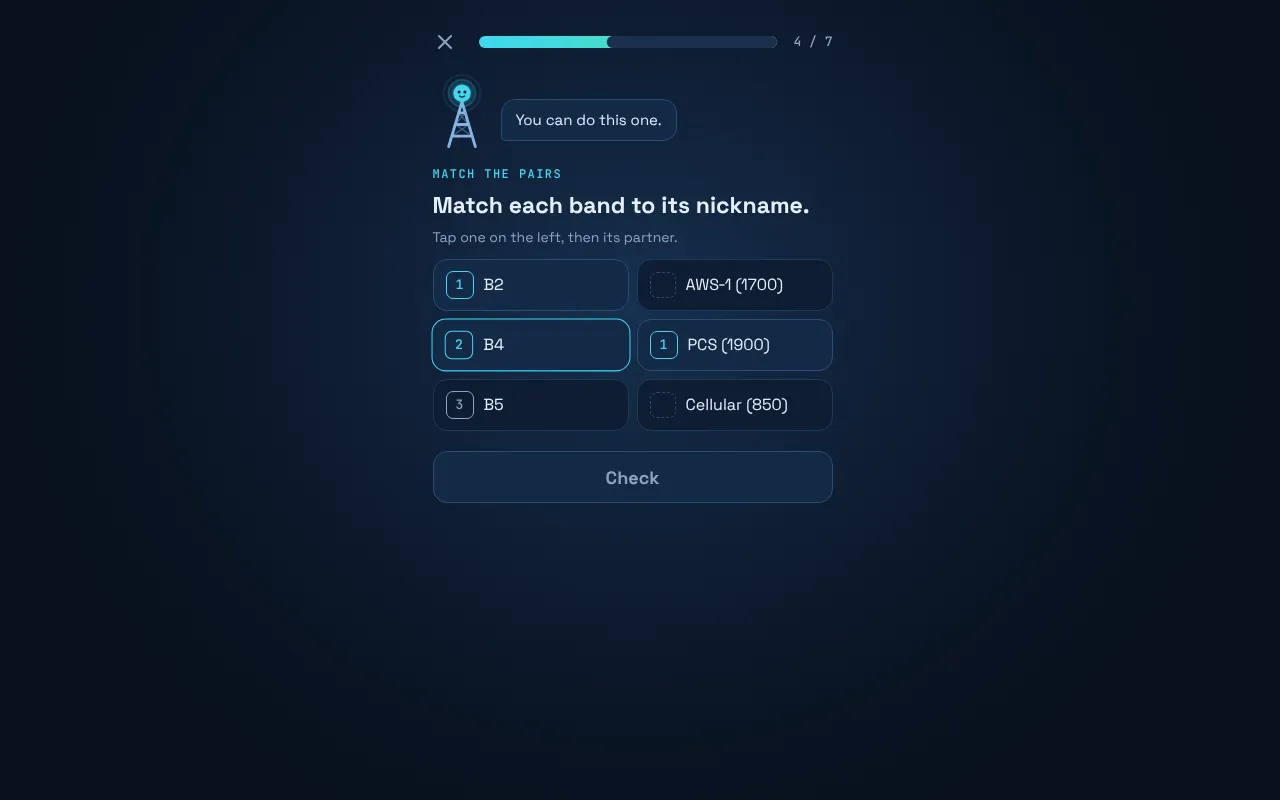 4 / 7
You can do this one.
MATCH THE PAIRS
Match each band to its nickname.
Tap one on the left, then its partner.
1 B2
AWS-1 (1700)
2 B4
1 PCS (1900)
3 B5
Cellular (850)
Check